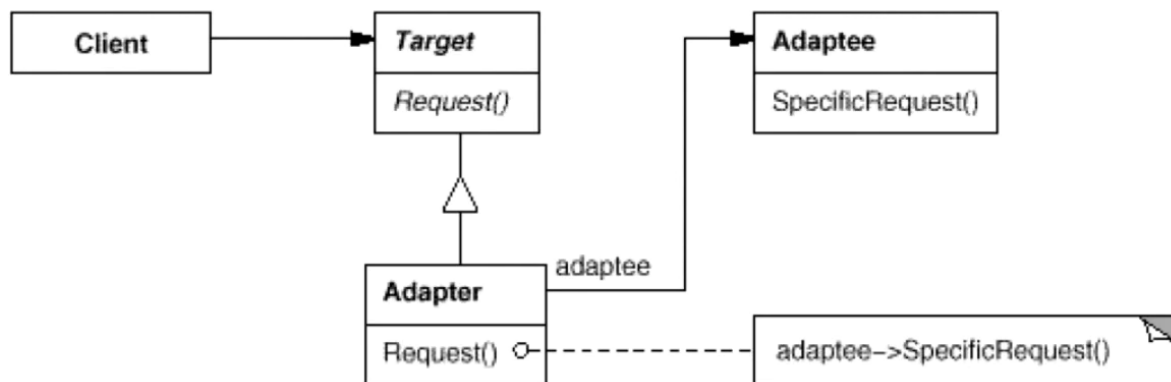 Client
Target
Request()
Adaptee
SpecificRequest()
adaptee
Adapter
Request()
adaptee->SpecificRequest()